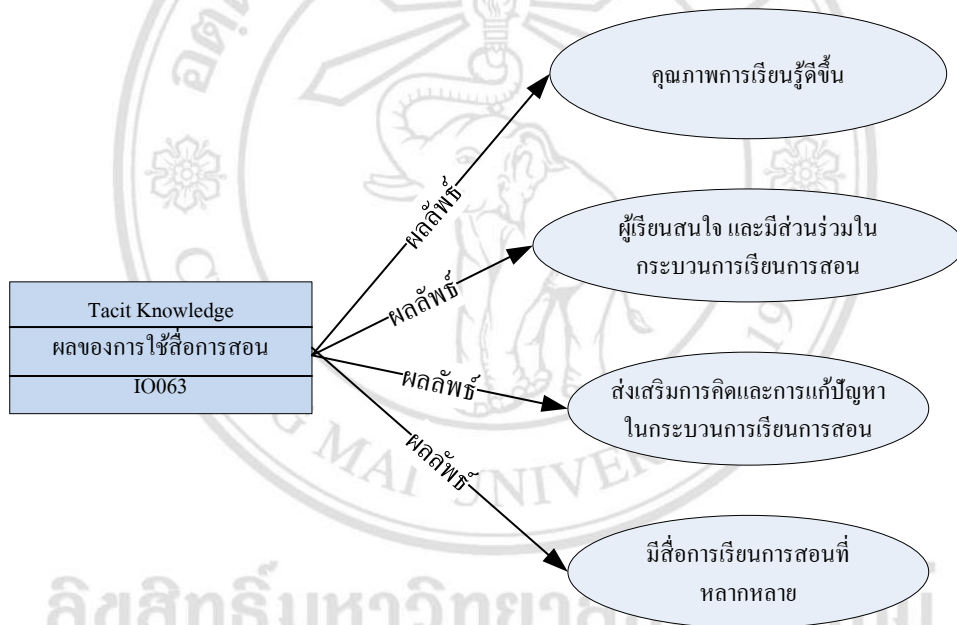 คุณภาพการเรียนรู้ดีขึ้น
ผลลัพธ์
ผู้เรียนสนใจ และมีส่วนร่วมใน
กระบวนการเรียนการสอน
ผลลัพธ์
Tacit Knowledge
ผลของการใช้สื่อการสอน
IO063
ผลลัพธ์
ส่งเสริมการคิดและการแก้ปัญหา
ในกระบวนการเรียนการสอน
ผลลัพธ์
มีสื่อการเรียนการสอนที่
หลากหลาย